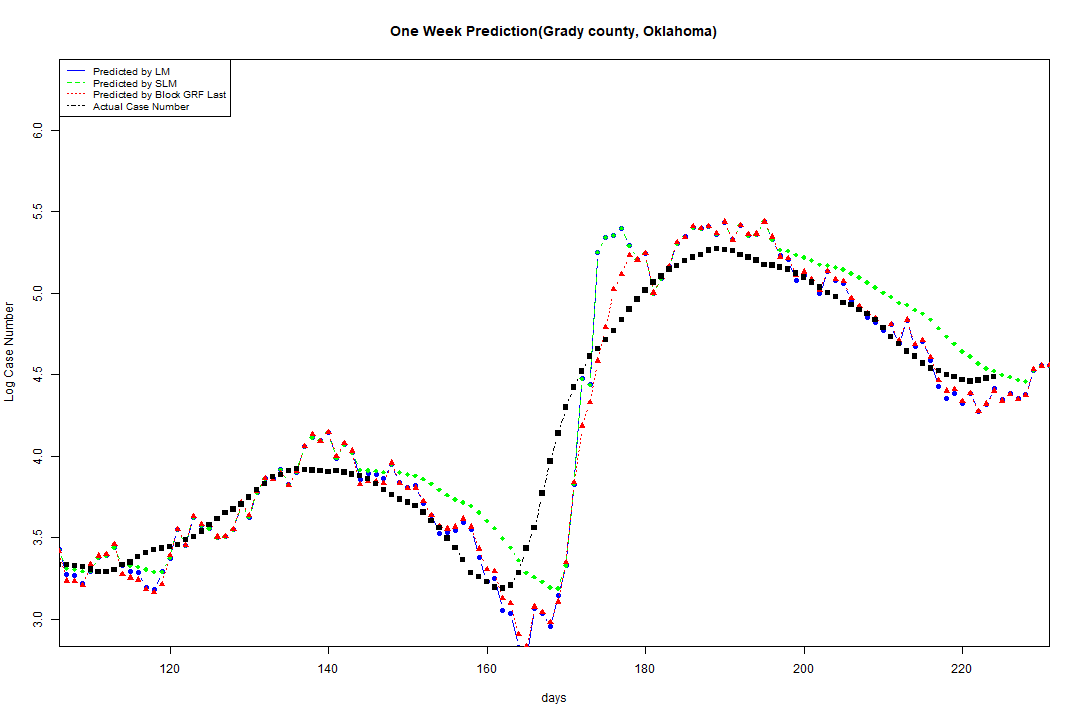 One Week Prediction(Grady county, Oklahoma)
Predicted by LM
Predicted by SLM
Predicted by Block GRF Last
Actual Case Number
6.0
5.5
5.0
4.5
4.0
3.5
3.0
Log Case Number
120 140 160 180 200 220
days